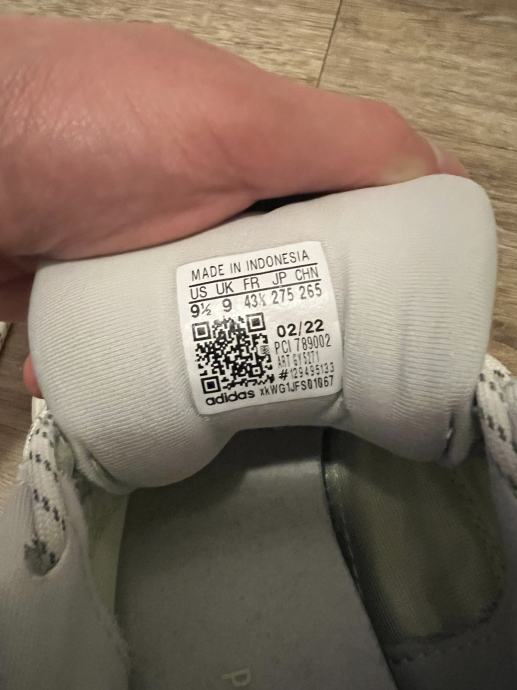 MADE IN INDONESIA
US UK FR JP CHN
9½ 9 43⅓ 275 265
02/22
PCI 789002
ART GY5271
#129495133
adidas xkWG1JFS01067
P